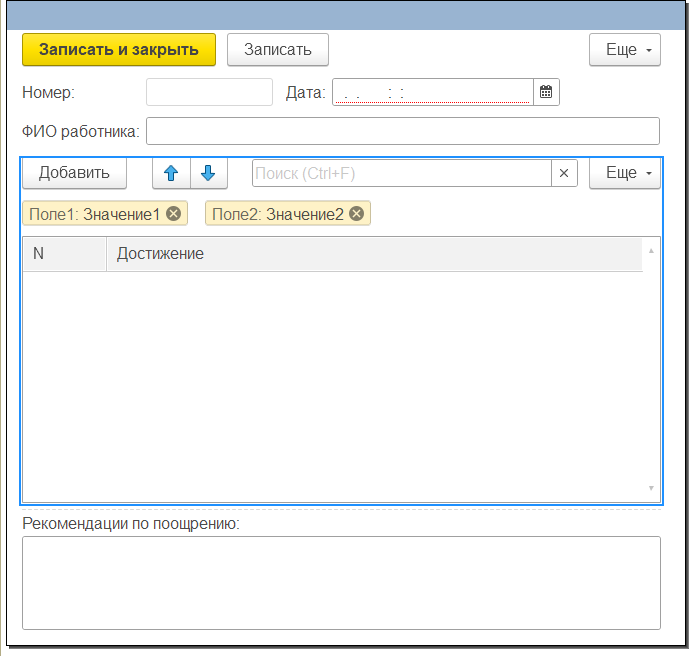 Записать и закрыть Записать Еще
Номер: Дата: . . : :
ФИО работника:
Добавить Поиск (Ctrl+F) × Еще
Поле1: Значение1 Поле2: Значение2
N Достижение
Рекомендации по поощрению: